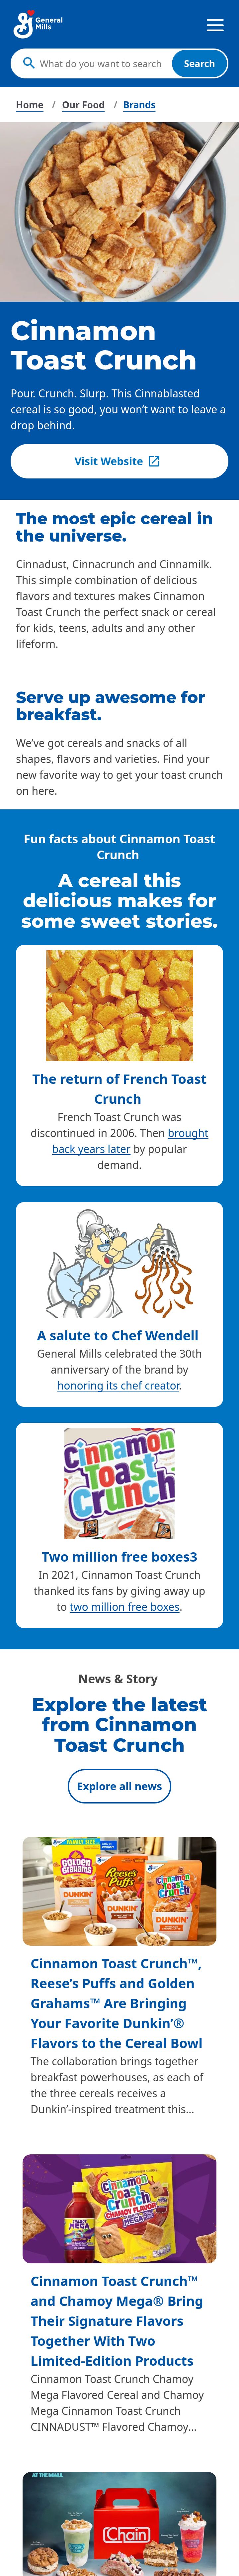 General
Mills
What do you want to search
Search
Home / Our Food / Brands
Cinnamon
Toast Crunch
Pour. Crunch. Slurp. This Cinnablasted
cereal is so good, you won’t want to leave a
drop behind.
Visit Website
The most epic cereal in
the universe.
Cinnadust, Cinnacrunch and Cinnamilk.
This simple combination of delicious
flavors and textures makes Cinnamon
Toast Crunch the perfect snack or cereal
for kids, teens, adults and any other
lifeform.
Serve up awesome for
breakfast.
We’ve got cereals and snacks of all
shapes, flavors and varieties. Find your
new favorite way to get your toast crunch
on here.
Fun facts about Cinnamon Toast
Crunch
A cereal this
delicious makes for
some sweet stories.
The return of French Toast
Crunch
French Toast Crunch was
discontinued in 2006. Then brought
back years later by popular
demand.
A salute to Chef Wendell
General Mills celebrated the 30th
anniversary of the brand by
honoring its chef creator.
Cinnamon
Toast
Crunch
Two million free boxes3
In 2021, Cinnamon Toast Crunch
thanked its fans by giving away up
to two million free boxes.
News & Story
Explore the latest
from Cinnamon
Toast Crunch
Explore all news
FAMILY SIZE
GOLDEN
Grahams
DUNKIN'
Reese's
Puffs
DUNKIN'
Cinnamon
Toast
Crunch
DUNKIN'
Cinnamon Toast Crunch™,
Reese’s Puffs and Golden
Grahams™ Are Bringing
Your Favorite Dunkin’®
Flavors to the Cereal Bowl
The collaboration brings together
breakfast powerhouses, as each of
the three cereals receives a
Dunkin’-inspired treatment this...
Cinnamon
Toast
Crunch
CHAMOY FLAVOR
MEGA
Cinnamon Toast Crunch™
and Chamoy Mega® Bring
Their Signature Flavors
Together With Two
Limited-Edition Products
Cinnamon Toast Crunch Chamoy
Mega Flavored Cereal and Chamoy
Mega Cinnamon Toast Crunch
CINNADUST™ Flavored Chamoy...
AT THE MALL
Chain